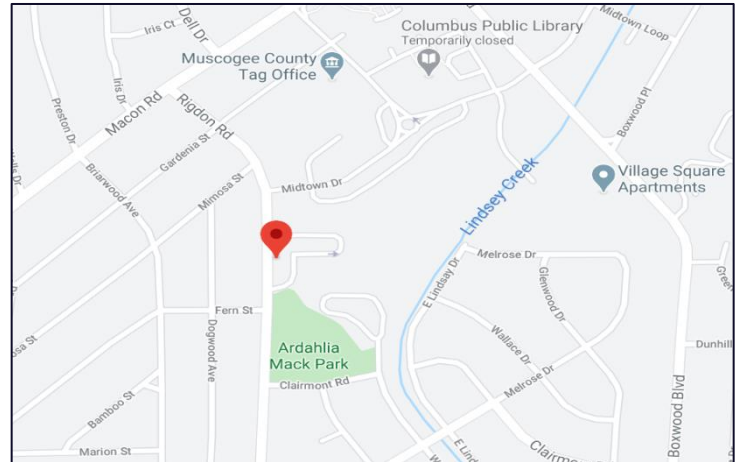 Columbus Public Library
Temporarily closed
Midtown Loop
Iris Ct
Dell Dr
Muscogee County
Tag Office
Iris Dr
Preston Dr
Macon Rd
Rigdon Rd
Boxwood Pl
Gardenia St
Briarwood Ave
Mimosa St
Midtown Dr
Lindsey Creek
Village Square
Apartments
E Lindsay Dr
Melrose Dr
Glenwood Dr
Fern St
Dogwood Ave
Wallace Dr
Dunhill
Ardahlia
Mack Park
Clairmont Rd
Melrose Dr
Boxwood Blvd
Bamboo St
Marion St